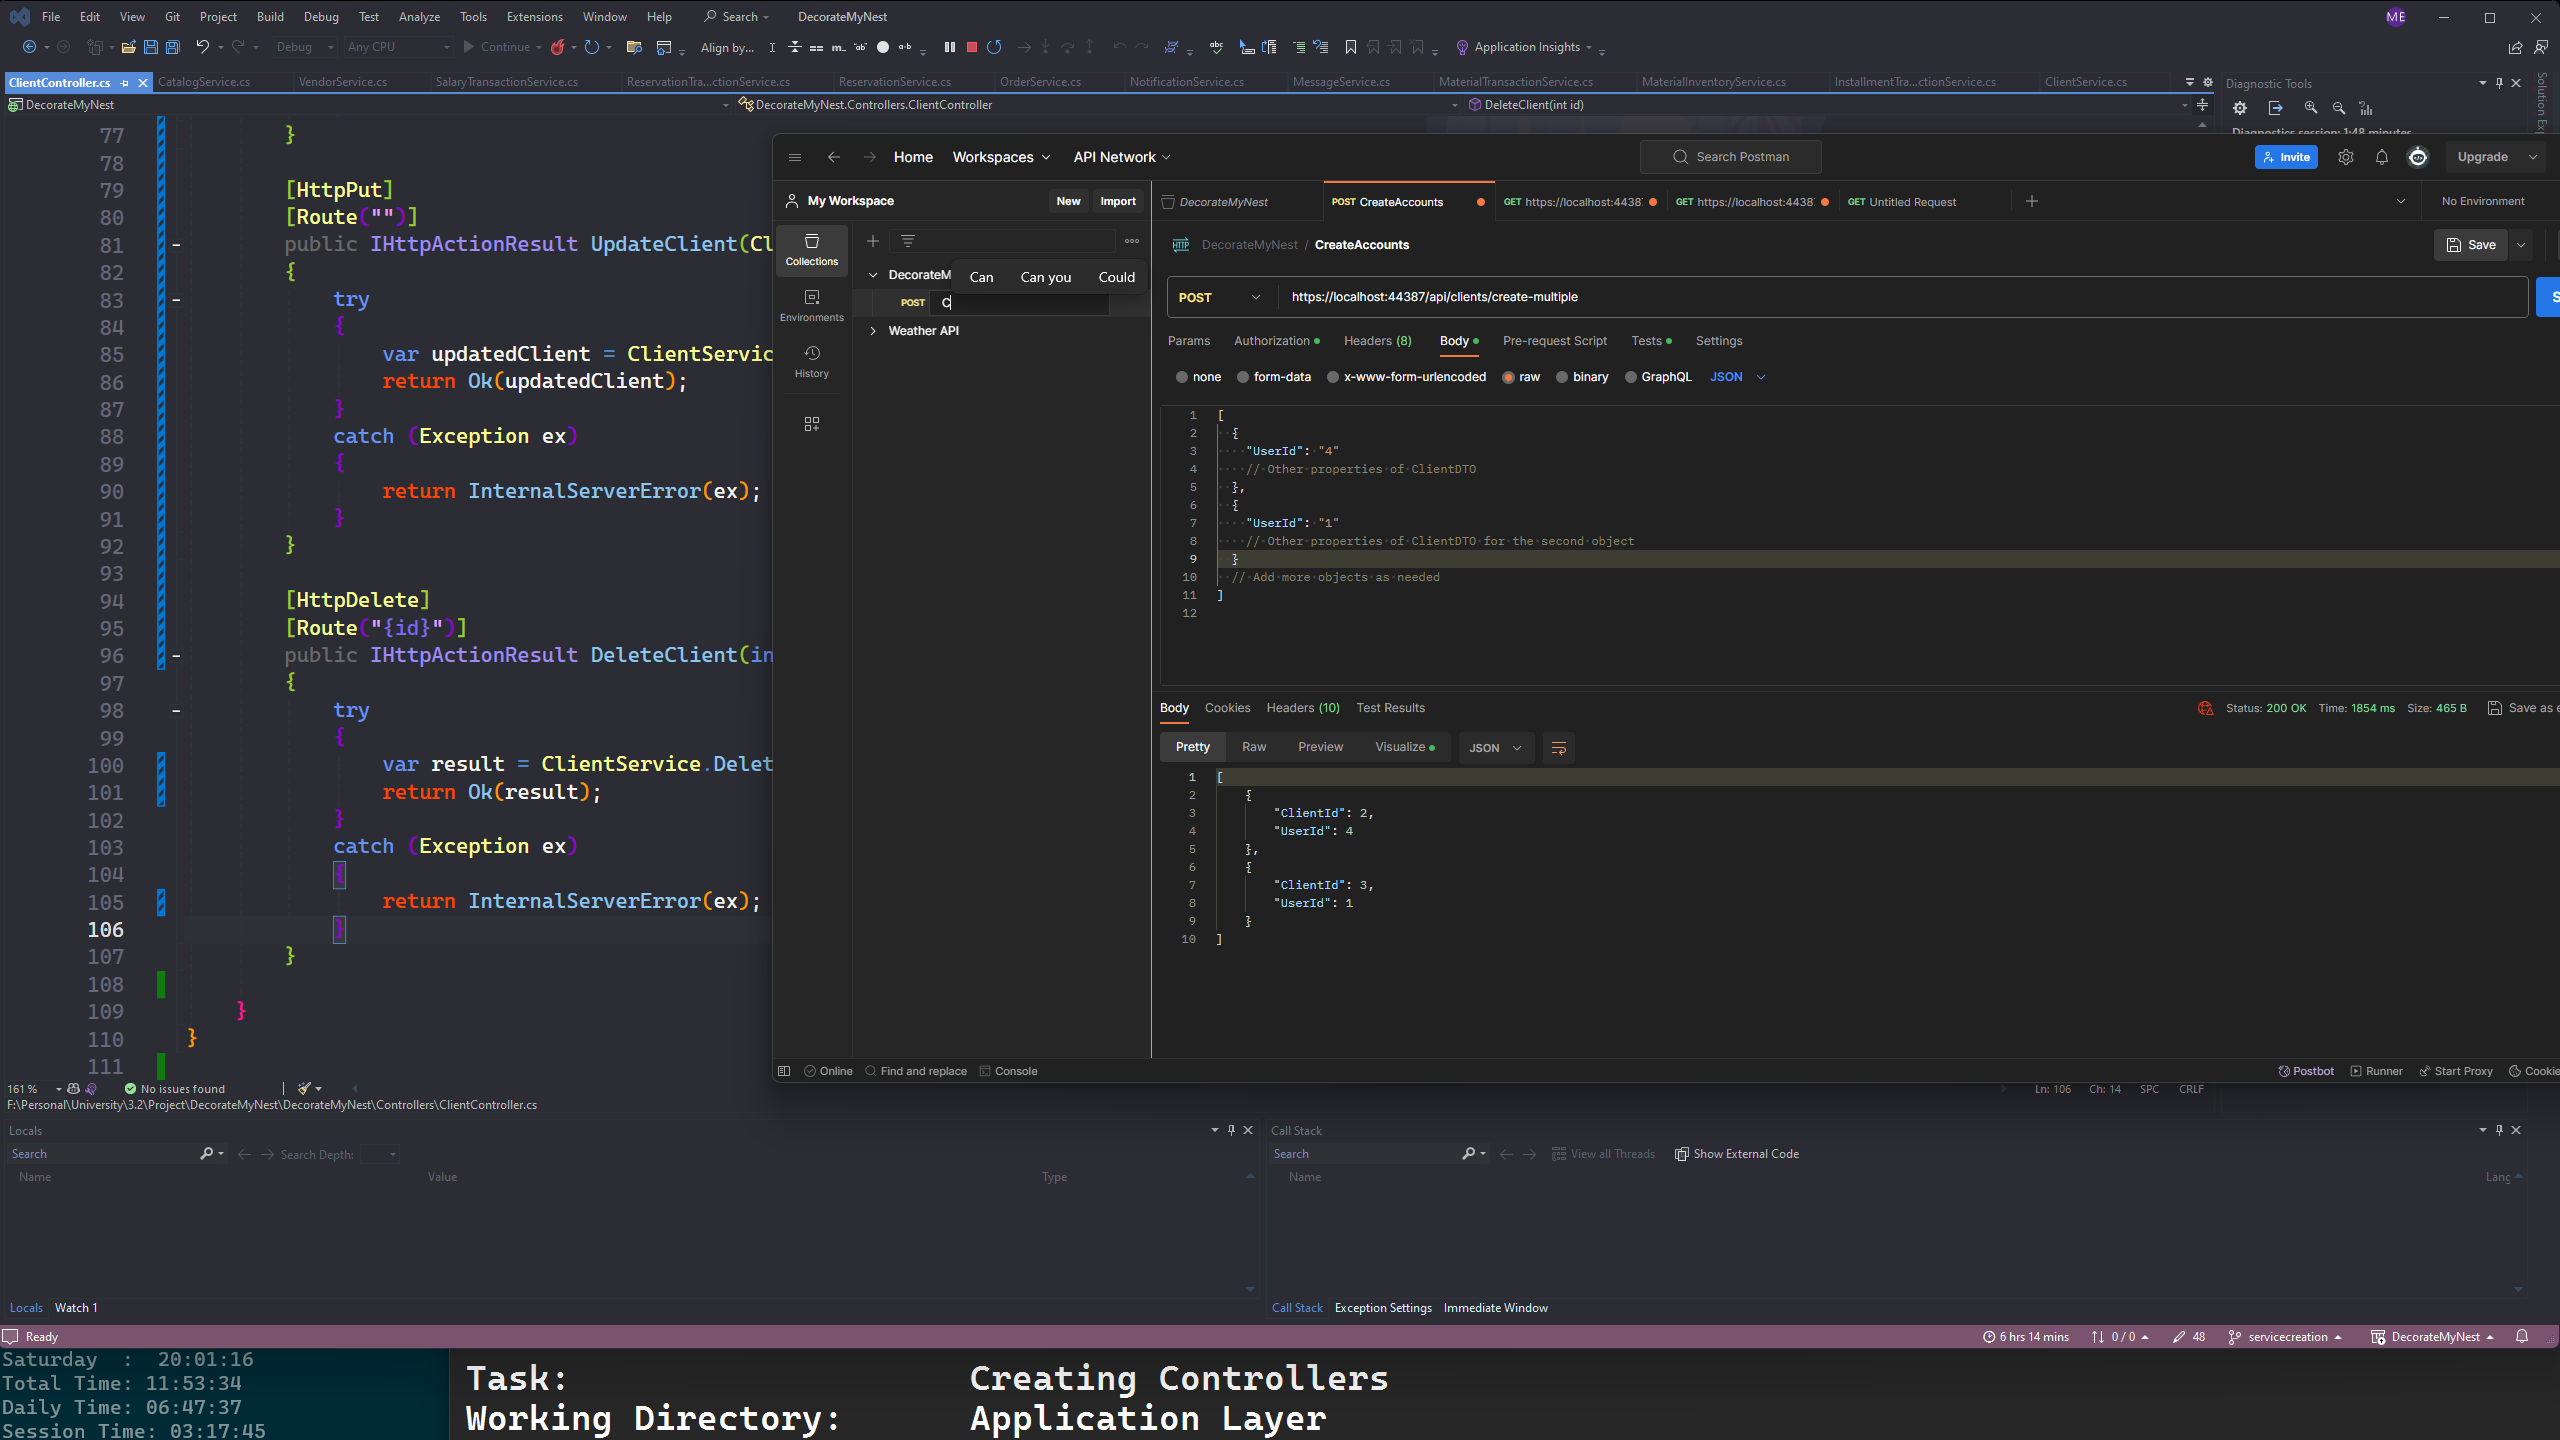 File Edit View Git Project Build Debug Test Analyze Tools Extensions Window Help Search DecorateMyNest ME
Debug Any CPU Continue Align by... Application Insights
ClientController.cs CatalogService.cs VendorService.cs SalaryTransactionService.cs ReservationTra...ctionService.cs ReservationService.cs OrderService.cs NotificationService.cs MessageService.cs MaterialTransactionService.cs MaterialInventoryService.cs InstallmentTra...ctionService.cs ClientService.cs
DecorateMyNest DecorateMyNest.Controllers.ClientController DeleteClient(int id)
Diagnostic Tools
Diagnostics session: 1:48 minutes
Solution Exp
77 }
78
79 [HttpPut]
80 [Route("")]
81 public IHttpActionResult UpdateClient(Cl
82 {
83 try
84 {
85 var updatedClient = ClientServic
86 return Ok(updatedClient);
87 }
88 catch (Exception ex)
89 {
90 return InternalServerError(ex);
91 }
92 }
93
94 [HttpDelete]
95 [Route("{id}")]
96 public IHttpActionResult DeleteClient(in
97 {
98 try
99 {
100 var result = ClientService.Delet
101 return Ok(result);
102 }
103 catch (Exception ex)
104 {
105 return InternalServerError(ex);
106 }
107 }
108
109 }
110 }
111
161 % No issues found
Ln: 106 Ch: 14 SPC CRLF
F:\Personal\University\3.2\Project\DecorateMyNest\DecorateMyNest\Controllers\ClientController.cs
Home Workspaces API Network Search Postman Invite Upgrade
My Workspace New Import
Collections
Environments
History
DecorateM
Can Can you Could
POST C
Weather API
DecorateMyNest POST CreateAccounts GET https://localhost:4438 GET https://localhost:4438 GET Untitled Request No Environment
HTTP DecorateMyNest / CreateAccounts Save
POST https://localhost:44387/api/clients/create-multiple S
Params Authorization Headers (8) Body Pre-request Script Tests Settings
none form-data x-www-form-urlencoded raw binary GraphQL JSON
1 [
2 {
3 "UserId": "4"
4 // Other properties of ClientDTO
5 },
6 {
7 "UserId": "1"
8 // Other properties of ClientDTO for the second object
9 }
10 // Add more objects as needed
11 ]
12
Body Cookies Headers (10) Test Results Status: 200 OK Time: 1854 ms Size: 465 B Save as e
Pretty Raw Preview Visualize JSON
1 [
2 {
3 "ClientId": 2,
4 "UserId": 4
5 },
6 {
7 "ClientId": 3,
8 "UserId": 1
9 }
10 ]
Online Find and replace Console Postbot Runner Start Proxy Cookie
Locals
Search Search Depth:
Name Value Type
Locals Watch 1
Call Stack
Search View all Threads Show External Code
Name Lang
Call Stack Exception Settings Immediate Window
Ready 6 hrs 14 mins 0 / 0 48 servicecreation DecorateMyNest
Saturday : 20:01:16
Total Time: 11:53:34
Daily Time: 06:47:37
Session Time: 03:17:45
Task: Creating Controllers
Working Directory: Application Layer